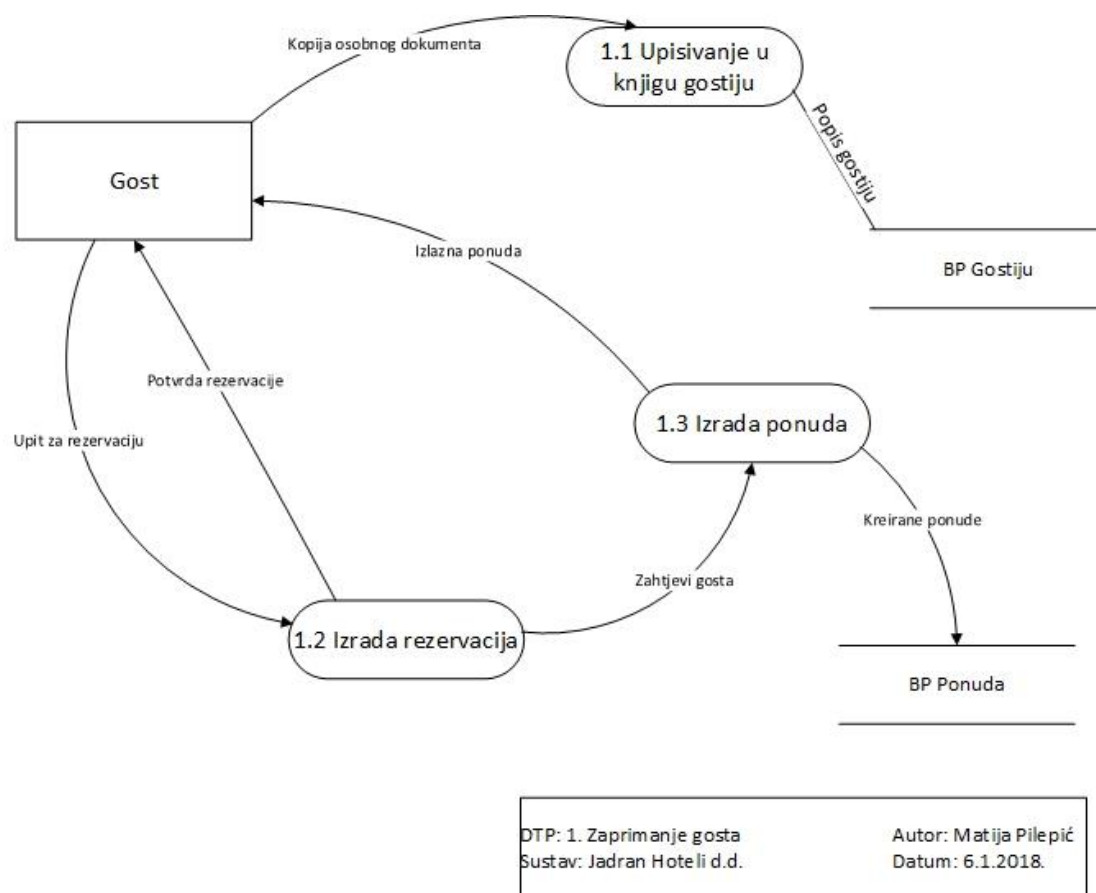 Kopija osobnog dokumenta
1.1 Upisivanje u
knjigu gostiju
Popis gostiju
Gost
Izlazna ponuda
BP Gostiju
Potvrda rezervacije
1.3 Izrada ponuda
Upit za rezervaciju
Kreirane ponude
Zahtjevi gosta
1.2 Izrada rezervacija
BP Ponuda
DTP: 1. Zaprimanje gosta
Sustav: Jadran Hoteli d.d.
Autor: Matija Pilepić
Datum: 6.1.2018.